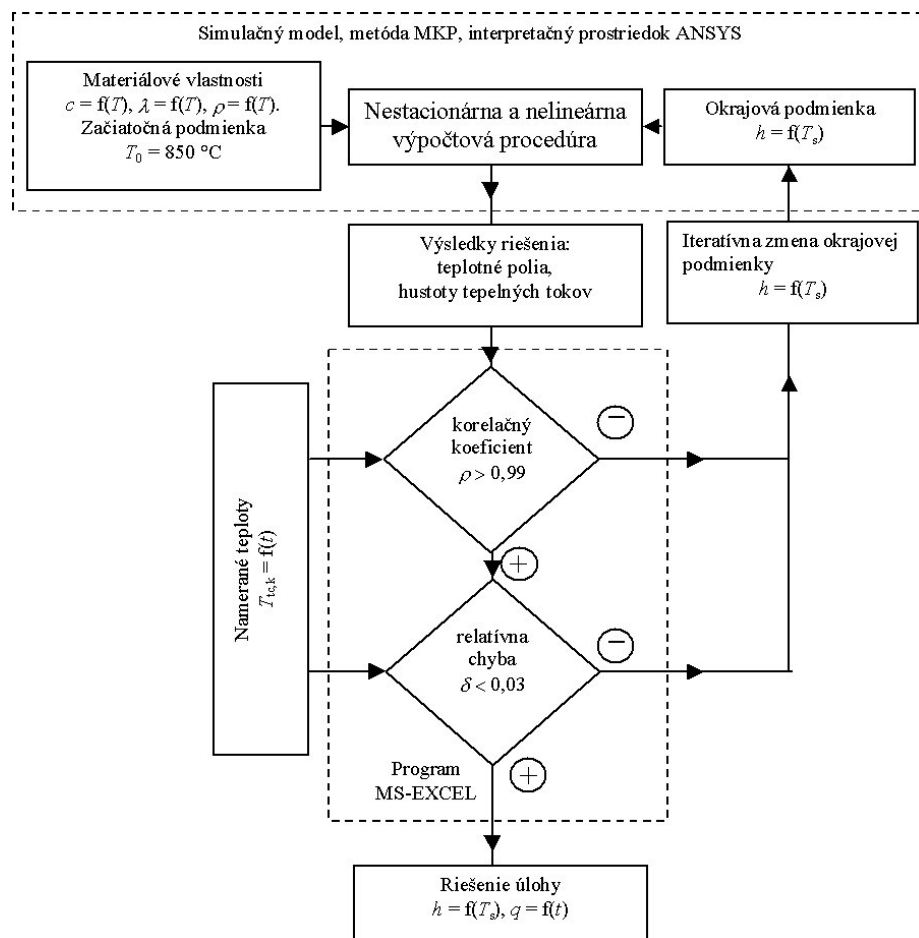 Simulačný model, metóda MKP, interpretačný prostriedok ANSYS
Materiálové vlastnosti
c = f(T), λ = f(T), ρ = f(T).
Začiatočná podmienka
T₀ = 850 °C
Nestacionárna a nelineárna
výpočtová procedúra
Okrajová podmienka
h = f(Tₛ)
Výsledky riešenia:
teplotné polia,
hustoty tepelných tokov
Iteratívna zmena okrajovej
podmienky
h = f(Tₛ)
korelačný
koeficient
ρ > 0,99
−
+
Namerané teploty
T_tc,k = f(t)
relatívna
chyba
δ < 0,03
−
+
Program
MS-EXCEL
Riešenie úlohy
h = f(Tₛ), q = f(t)